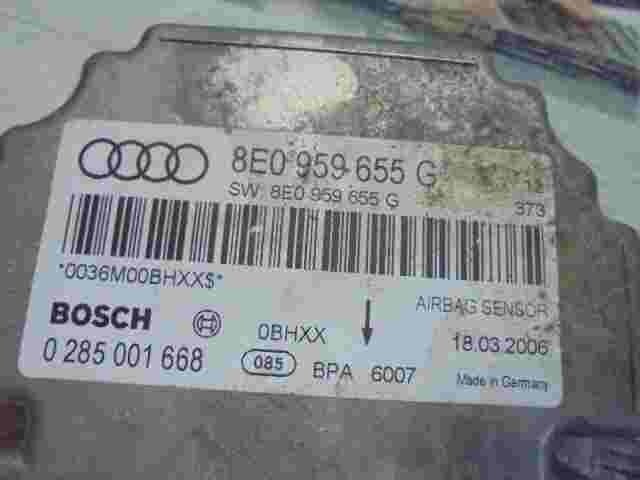 8E0 959 655 G
SW: 8E0 959 655 G
373
*0036M00BHXX$*
AIRBAG SENSOR
BOSCH
0BHXX
18.03.2006
0 285 001 668
085
BPA 6007
Made in Germany